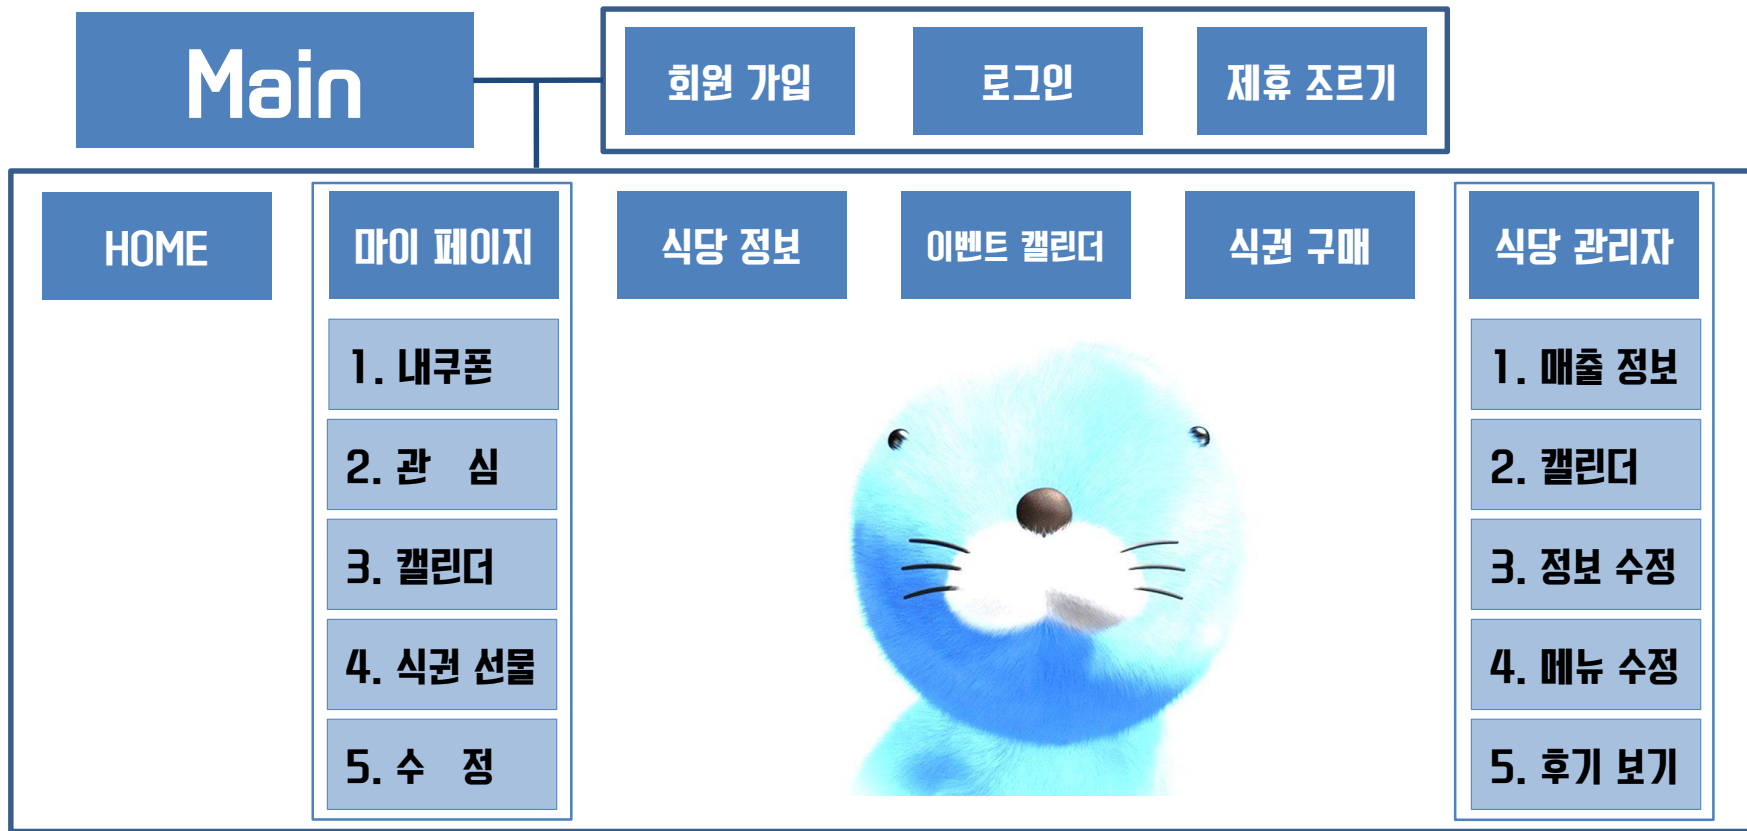 Main
회원 가입
로그인
제휴 조르기
HOME
마이 페이지
식당 정보
이벤트 캘린더
식권 구매
식당 관리자
1. 내쿠폰
2. 관 심
3. 캘린더
4. 식권 선물
5. 수 정
1. 매출 정보
2. 캘린더
3. 정보 수정
4. 메뉴 수정
5. 후기 보기